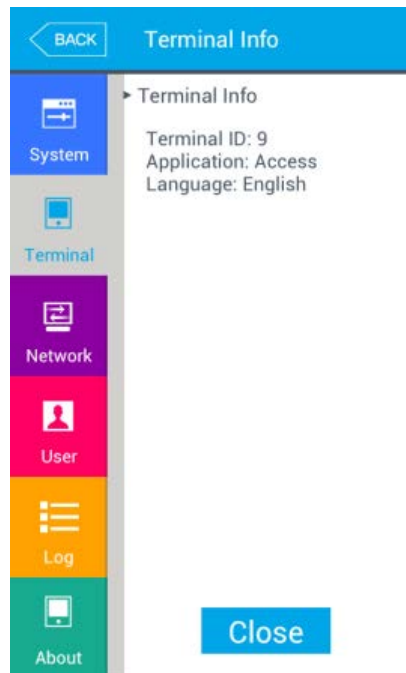 BACK
Terminal Info
System
Terminal
Network
User
Log
About
Terminal Info
Terminal ID: 9
Application: Access
Language: English
Close